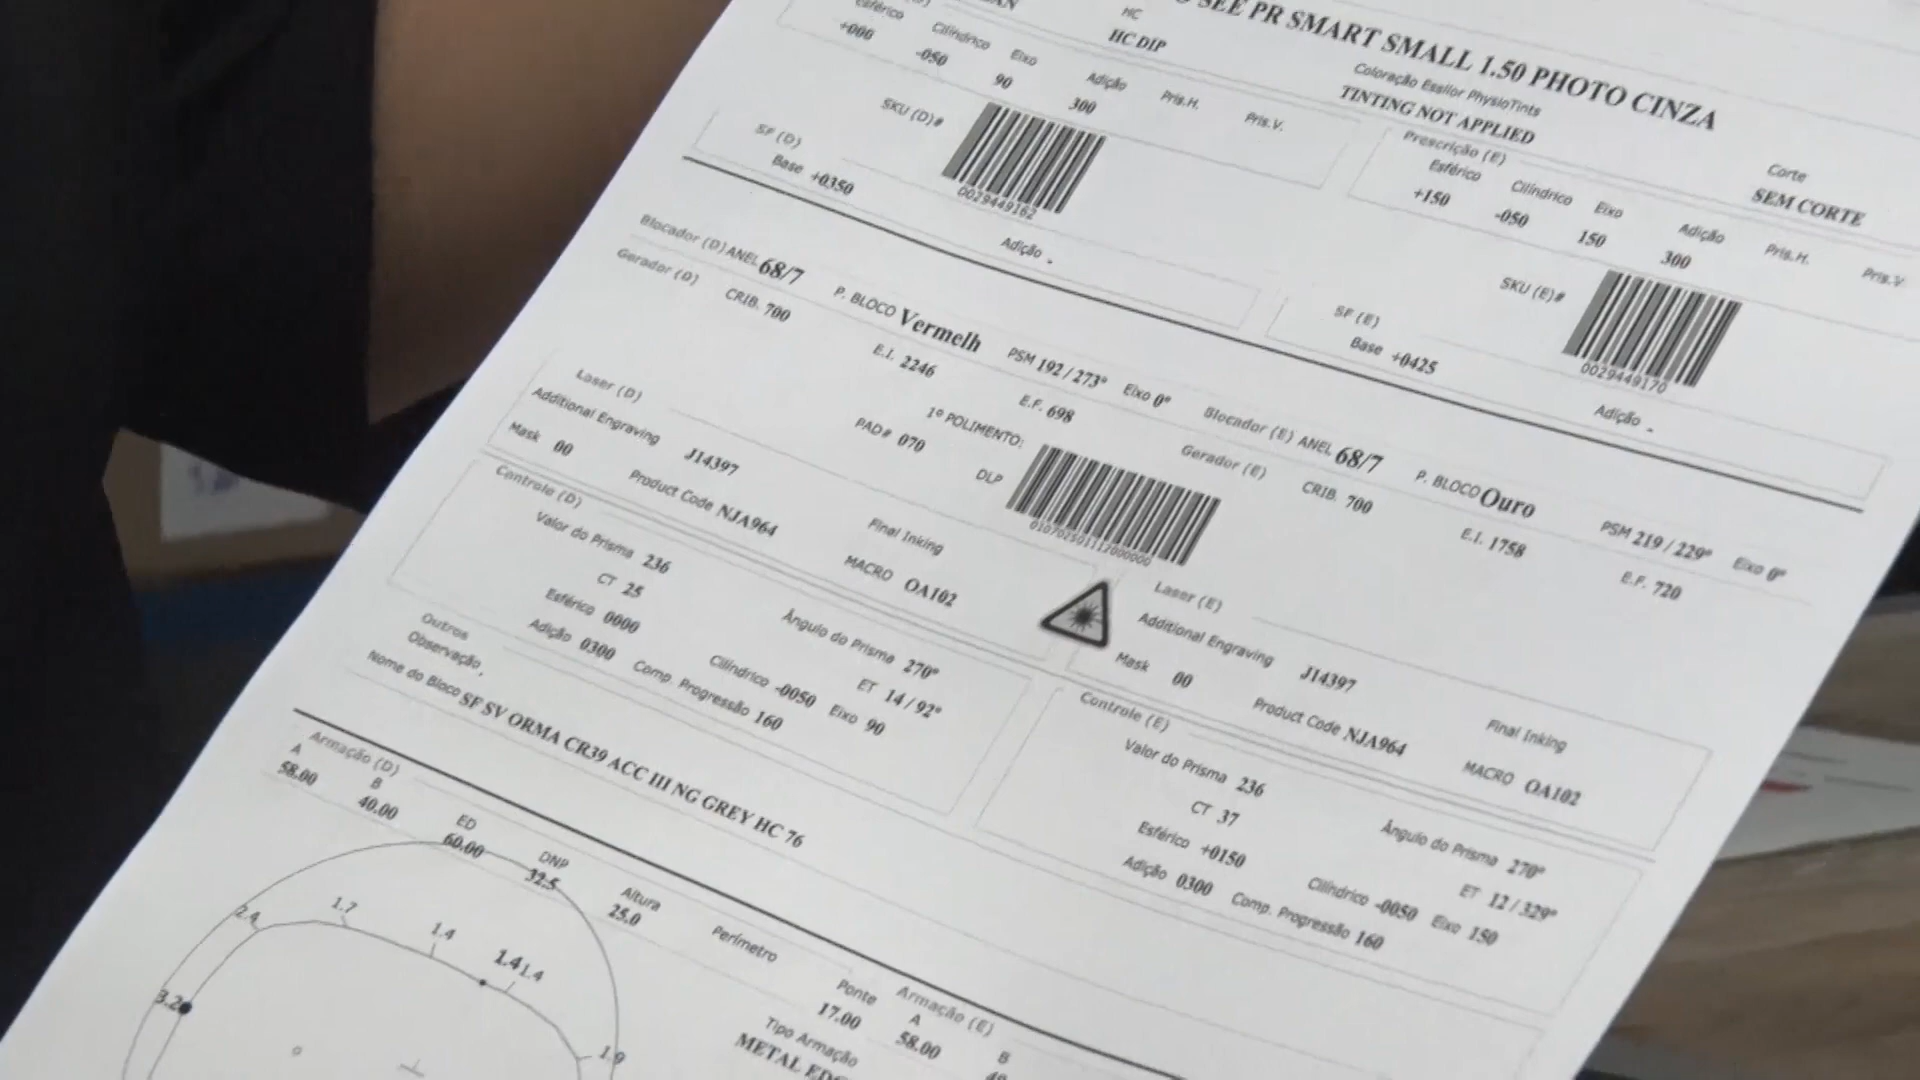 SEE PR SMART SMALL 1.50 PHOTO CINZA
HC
HC DIP
Coloração Essilor PhysioTints
TINTING NOT APPLIED
Corte
SEM CORTE
Esférico Cilíndrico Eixo Adição Pris.H. Pris.V.
+000 -050 90 300
SKU (D)#
0029449162
SF (D)
Base +0350
Adição .
Prescrição (E)
Esférico Cilíndrico Eixo Adição Pris.H. Pris.V
+150 -050 150 300
SKU (E)#
0029449170
SF (E)
Base +0425
Adição .
Blocador (D) ANEL 68/7 P. BLOCO Vermelh PSM 192 / 273° Eixo 0°
Gerador (D) CRIB. 700 E.I. 2246 E.F. 698
Blocador (E) ANEL 68/7 P. BLOCO Ouro PSM 219 / 229° Eixo 0°
Gerador (E) CRIB. 700 E.I. 1758 E.F. 720
1º POLIMENTO:
PAD# 070 DLP
Laser (D)
Additional Engraving J14397
Mask 00 Product Code NJA964
Final Inking
MACRO OA102
Laser (E)
Additional Engraving J14397
Mask 00 Product Code NJA964
Final Inking
MACRO OA102
Controle (D)
Valor do Prisma 236 Ângulo do Prisma 270°
CT 25 ET 14 / 92°
Esférico 0000 Cilíndrico -0050 Eixo 90
Adição 0300 Comp. Progressão 160
Controle (E)
Valor do Prisma 236 Ângulo do Prisma 270°
CT 37 ET 12 / 329°
Esférico +0150 Cilíndrico -0050 Eixo 150
Adição 0300 Comp. Progressão 160
Outros
Observação .
Nome do Bloco SF SV ORMA CR39 ACC III NG GREY HC 76
Armação (D)
A B ED DNP Altura Perímetro Ponte
58.00 40.00 60.00 32.5 25.0 17.00
Tipo Armação
METAL
Armação (E)
A B
58.00
2.4 1.7 1.4 1.4 1.4
3.2 1.9